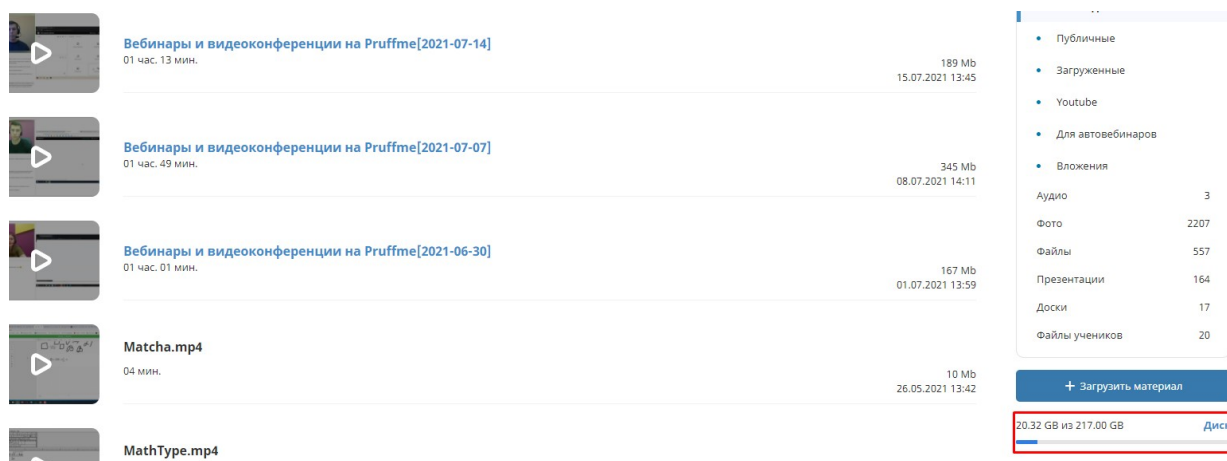 Вебинары и видеоконференции на Pruffme[2021-07-14]
01 час. 13 мин.
189 Mb
15.07.2021 13:45
Вебинары и видеоконференции на Pruffme[2021-07-07]
01 час. 49 мин.
345 Mb
08.07.2021 14:11
Вебинары и видеоконференции на Pruffme[2021-06-30]
01 час. 01 мин.
167 Mb
01.07.2021 13:59
Matcha.mp4
04 мин.
10 Mb
26.05.2021 13:42
MathType.mp4
Публичные
Загруженные
Youtube
Для автовебинаров
Вложения
Аудио 3
Фото 2207
Файлы 557
Презентации 164
Доски 17
Файлы учеников 20
+ Загрузить материал
20.32 GB из 217.00 GB Диск